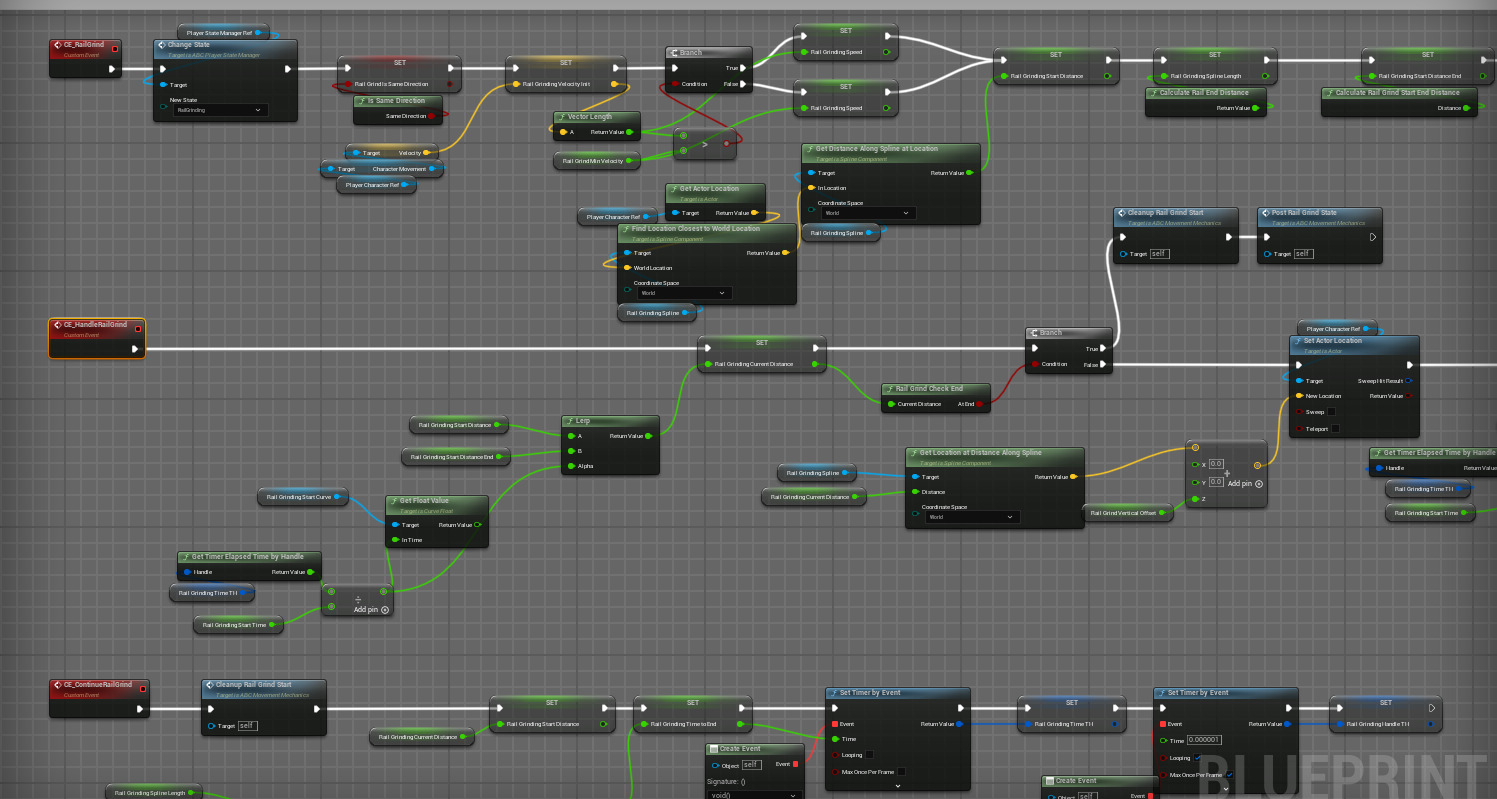 Player State Manager Ref
CE_RailGrind
Custom Event
Change State
Target is ABC Player State Manager
Target
New State
RailGrinding
SET
Rail Grind Is Same Direction
Is Same Direction
Same Direction
SET
Rail Grinding Velocity Init
Target
Velocity
Target
Character Movement
Player Character Ref
Vector Length
A
Return Value
Rail Grind Min Velocity
Branch
True
Condition
False
>
SET
Rail Grinding Speed
SET
Rail Grinding Speed
SET
Rail Grinding Start Distance
SET
Rail Grinding Spline Length
Calculate Rail End Distance
Return Value
SET
Rail Grinding Start Distance End
Calculate Rail Grind Start End Distance
Distance
Get Distance Along Spline at Location
Target is Spline Component
Target
Return Value
In Location
Coordinate Space
World
Rail Grinding Spline
Get Actor Location
Target is Actor
Target
Return Value
Player Character Ref
Find Location Closest to World Location
Target is Spline Component
Target
Return Value
World Location
Coordinate Space
World
Rail Grinding Spline
Cleanup Rail Grind Start
Target is ABC Movement Mechanics
Target
self
Post Rail Grind State
Target is ABC Movement Mechanics
Target
self
CE_HandleRailGrind
Custom Event
SET
Rail Grinding Current Distance
Branch
True
Condition
False
Rail Grind Check End
Current Distance
At End
Player Character Ref
Set Actor Location
Target is Actor
Target
Sweep Hit Result
New Location
Return Value
Sweep
Teleport
Rail Grinding Start Distance
Rail Grinding Start Distance End
Lerp
A
Return Value
B
Alpha
Rail Grinding Start Curve
Get Float Value
Target is Curve Float
Target
Return Value
In Time
Get Timer Elapsed Time by Handle
Handle
Return Value
Rail Grinding Time TH
Rail Grinding Start Time
÷
Add pin
Rail Grinding Spline
Rail Grinding Current Distance
Get Location at Distance Along Spline
Target is Spline Component
Target
Return Value
Distance
Coordinate Space
World
Rail Grind Vertical Offset
X
0.0
Y
0.0
Z
+
Add pin
Get Timer Elapsed Time by Handle
Handle
Return Value
Rail Grinding Time TH
Rail Grinding Start Time
CE_ContinueRailGrind
Custom Event
Cleanup Rail Grind Start
Target is ABC Movement Mechanics
Target
self
Rail Grinding Current Distance
SET
Rail Grinding Start Distance
SET
Rail Grinding Time to End
Create Event
Object
self
Event
Signature: ()
void()
Set Timer by Event
Event
Return Value
Time
Looping
Max Once Per Frame
SET
Rail Grinding Time TH
Set Timer by Event
Event
Return Value
Time
0.000001
Looping
Max Once Per Frame
Create Event
Object
self
Event
SET
Rail Grinding Handle TH
Rail Grinding Spline Length
BLUEPRINT